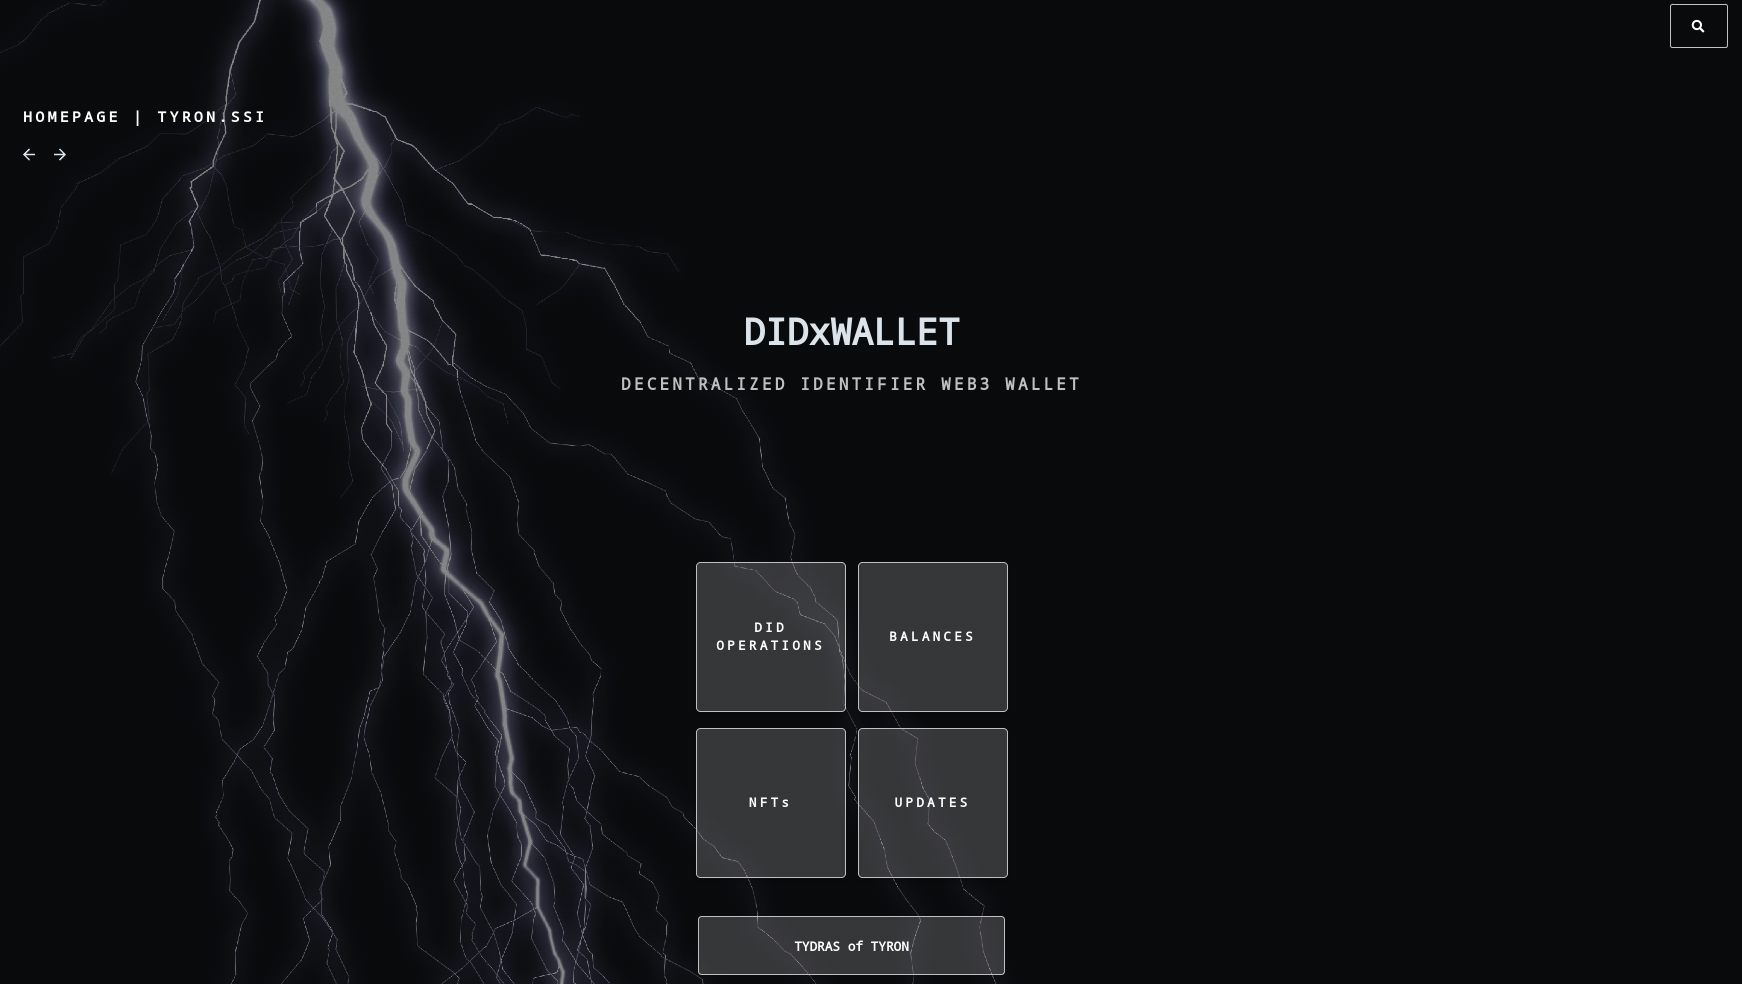 HOMEPAGE | TYRON.SSI
DIDxWALLET
DECENTRALIZED IDENTIFIER WEB3 WALLET
DID
OPERATIONS
BALANCES
NFTs
UPDATES
TYDRAS of TYRON